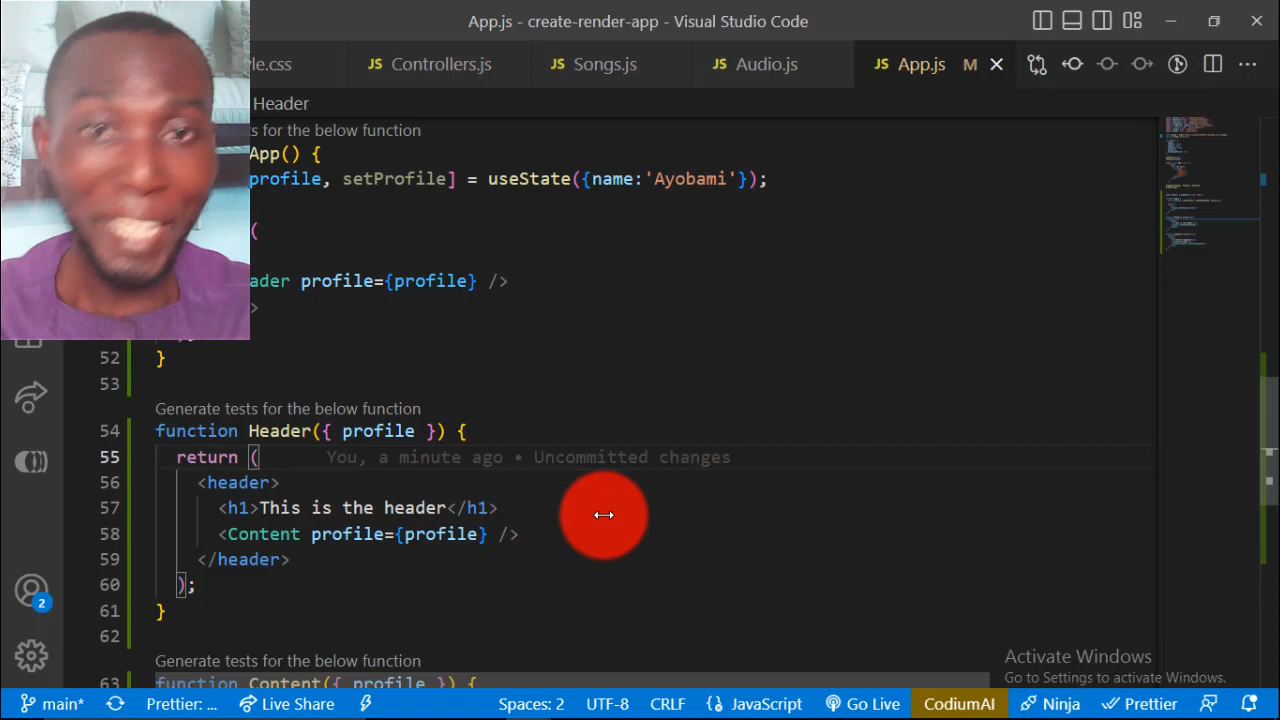 App.js - create-render-app - Visual Studio Code
le.css
JS Controllers.js
JS Songs.js
JS Audio.js
JS App.js M
Header
ts for the below function
App() {
profile, setProfile] = useState({name:'Ayobami'});
(
ader profile={profile} />
>
);
52 }
53
Generate tests for the below function
54 function Header({ profile }) {
55 return ( You, a minute ago • Uncommitted changes
56 <header>
57 <h1>This is the header</h1>
58 <Content profile={profile} />
59 </header>
60 );
61 }
62
Generate tests for the below function
63 function Content({ profile }) {
2
Activate Windows
Go to Settings to activate Windows.
main* Prettier: ... Live Share Spaces: 2 UTF-8 CRLF {} JavaScript Go Live CodiumAI Ninja Prettier